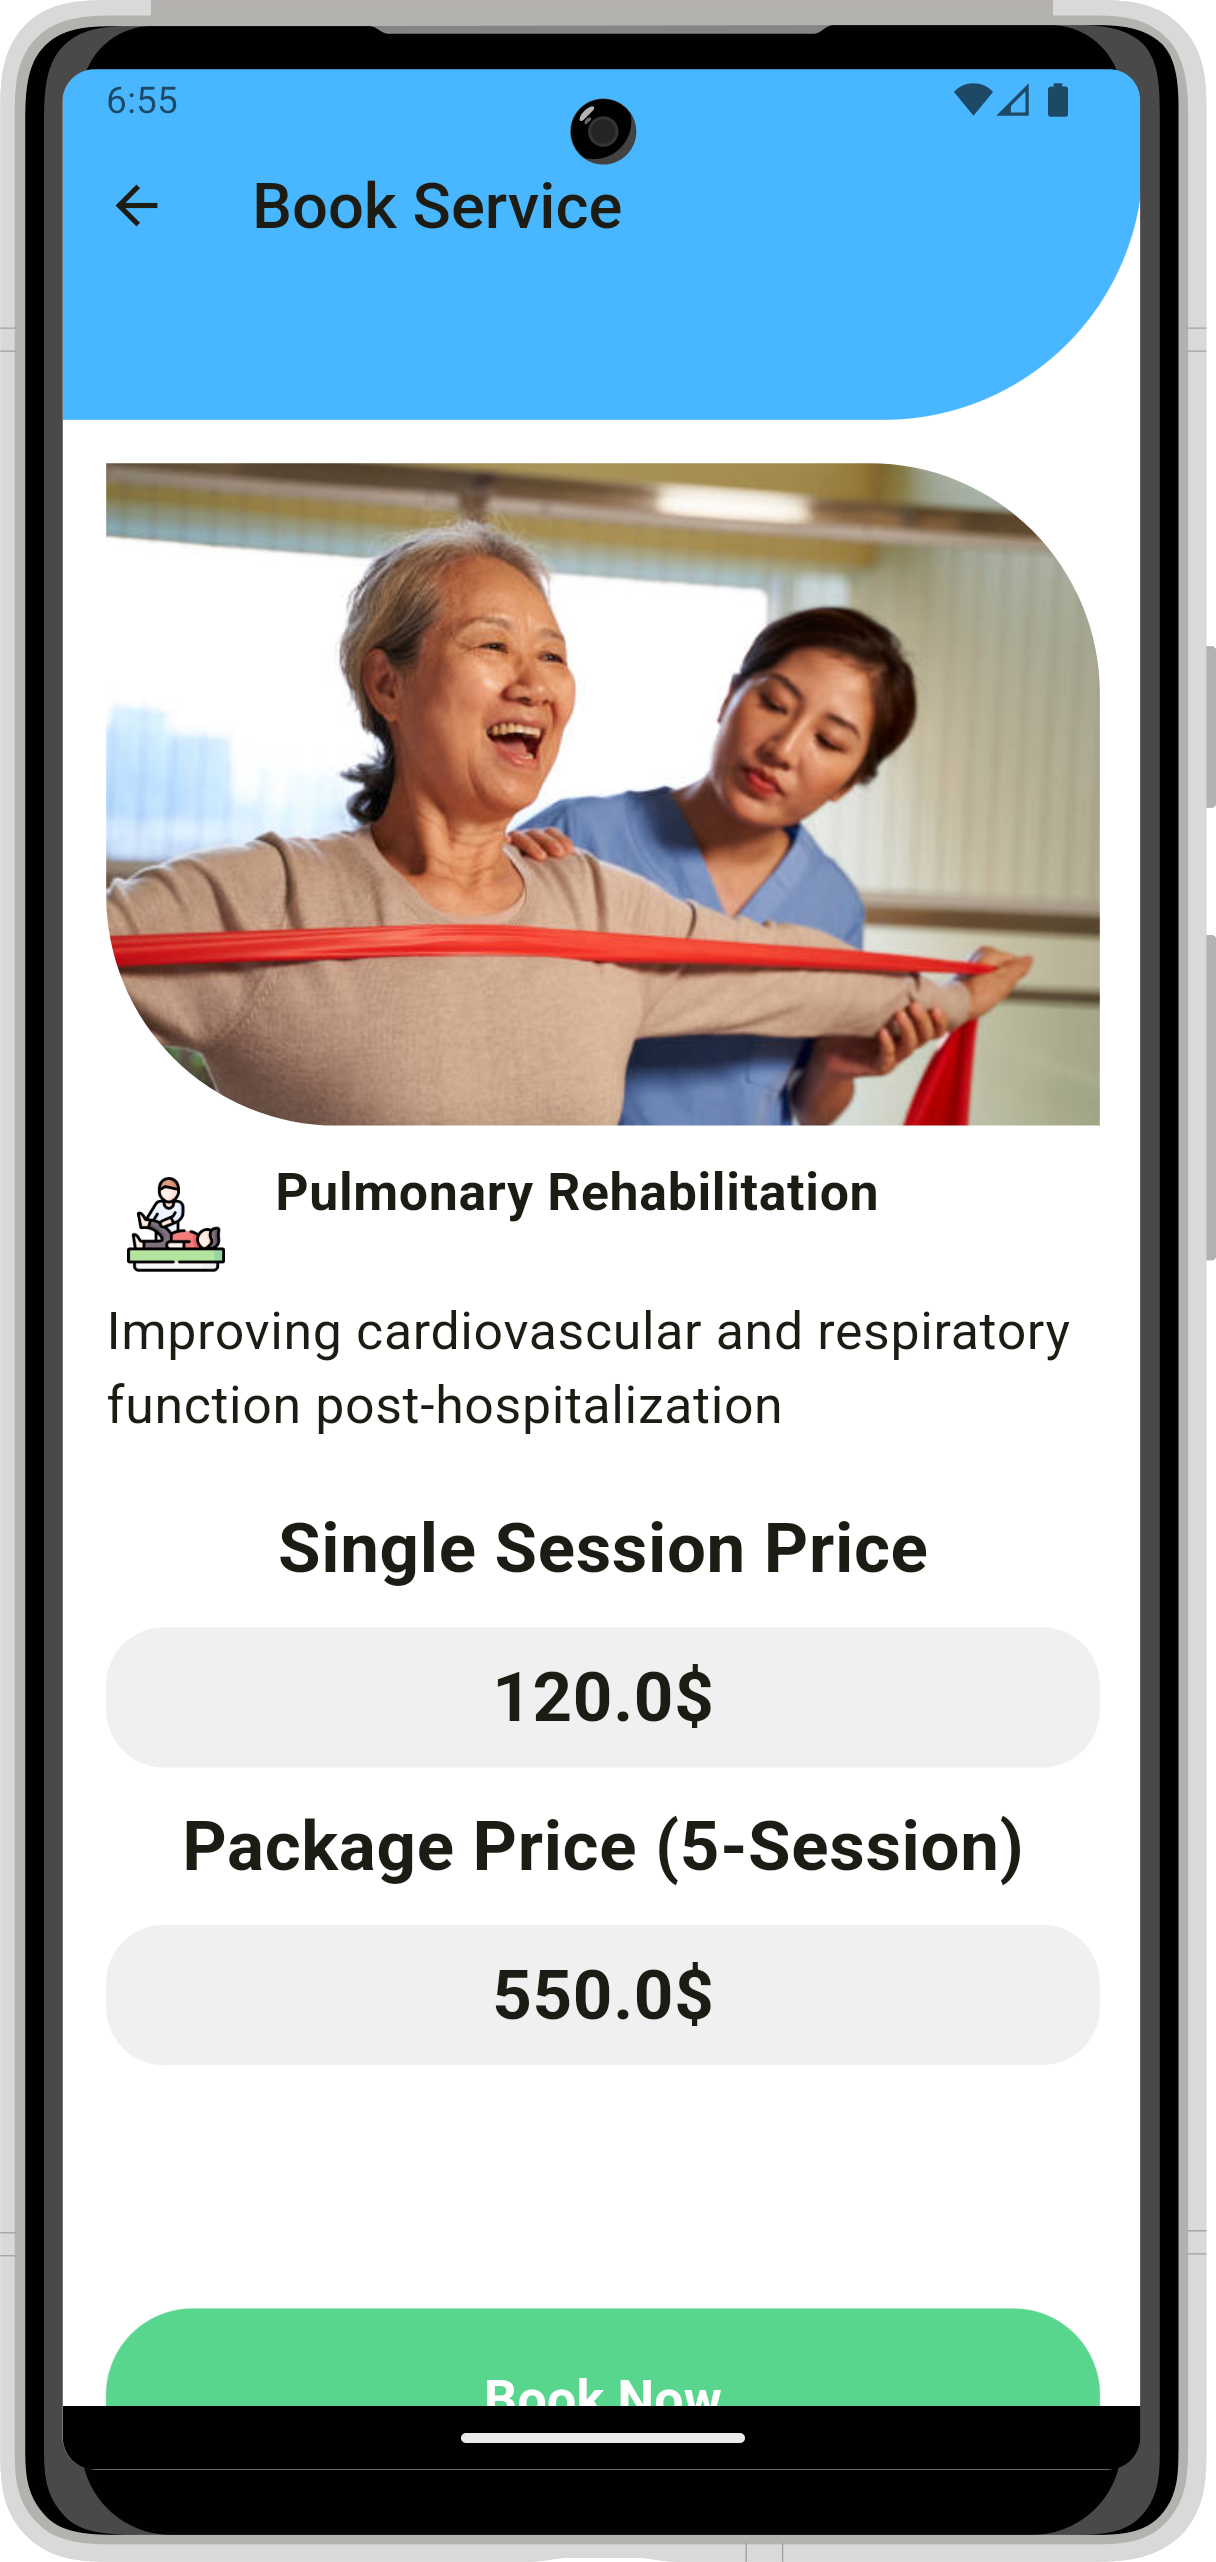 6:55
Book Service
Pulmonary Rehabilitation
Improving cardiovascular and respiratory
function post-hospitalization
Single Session Price
120.0$
Package Price (5-Session)
550.0$
Book Now